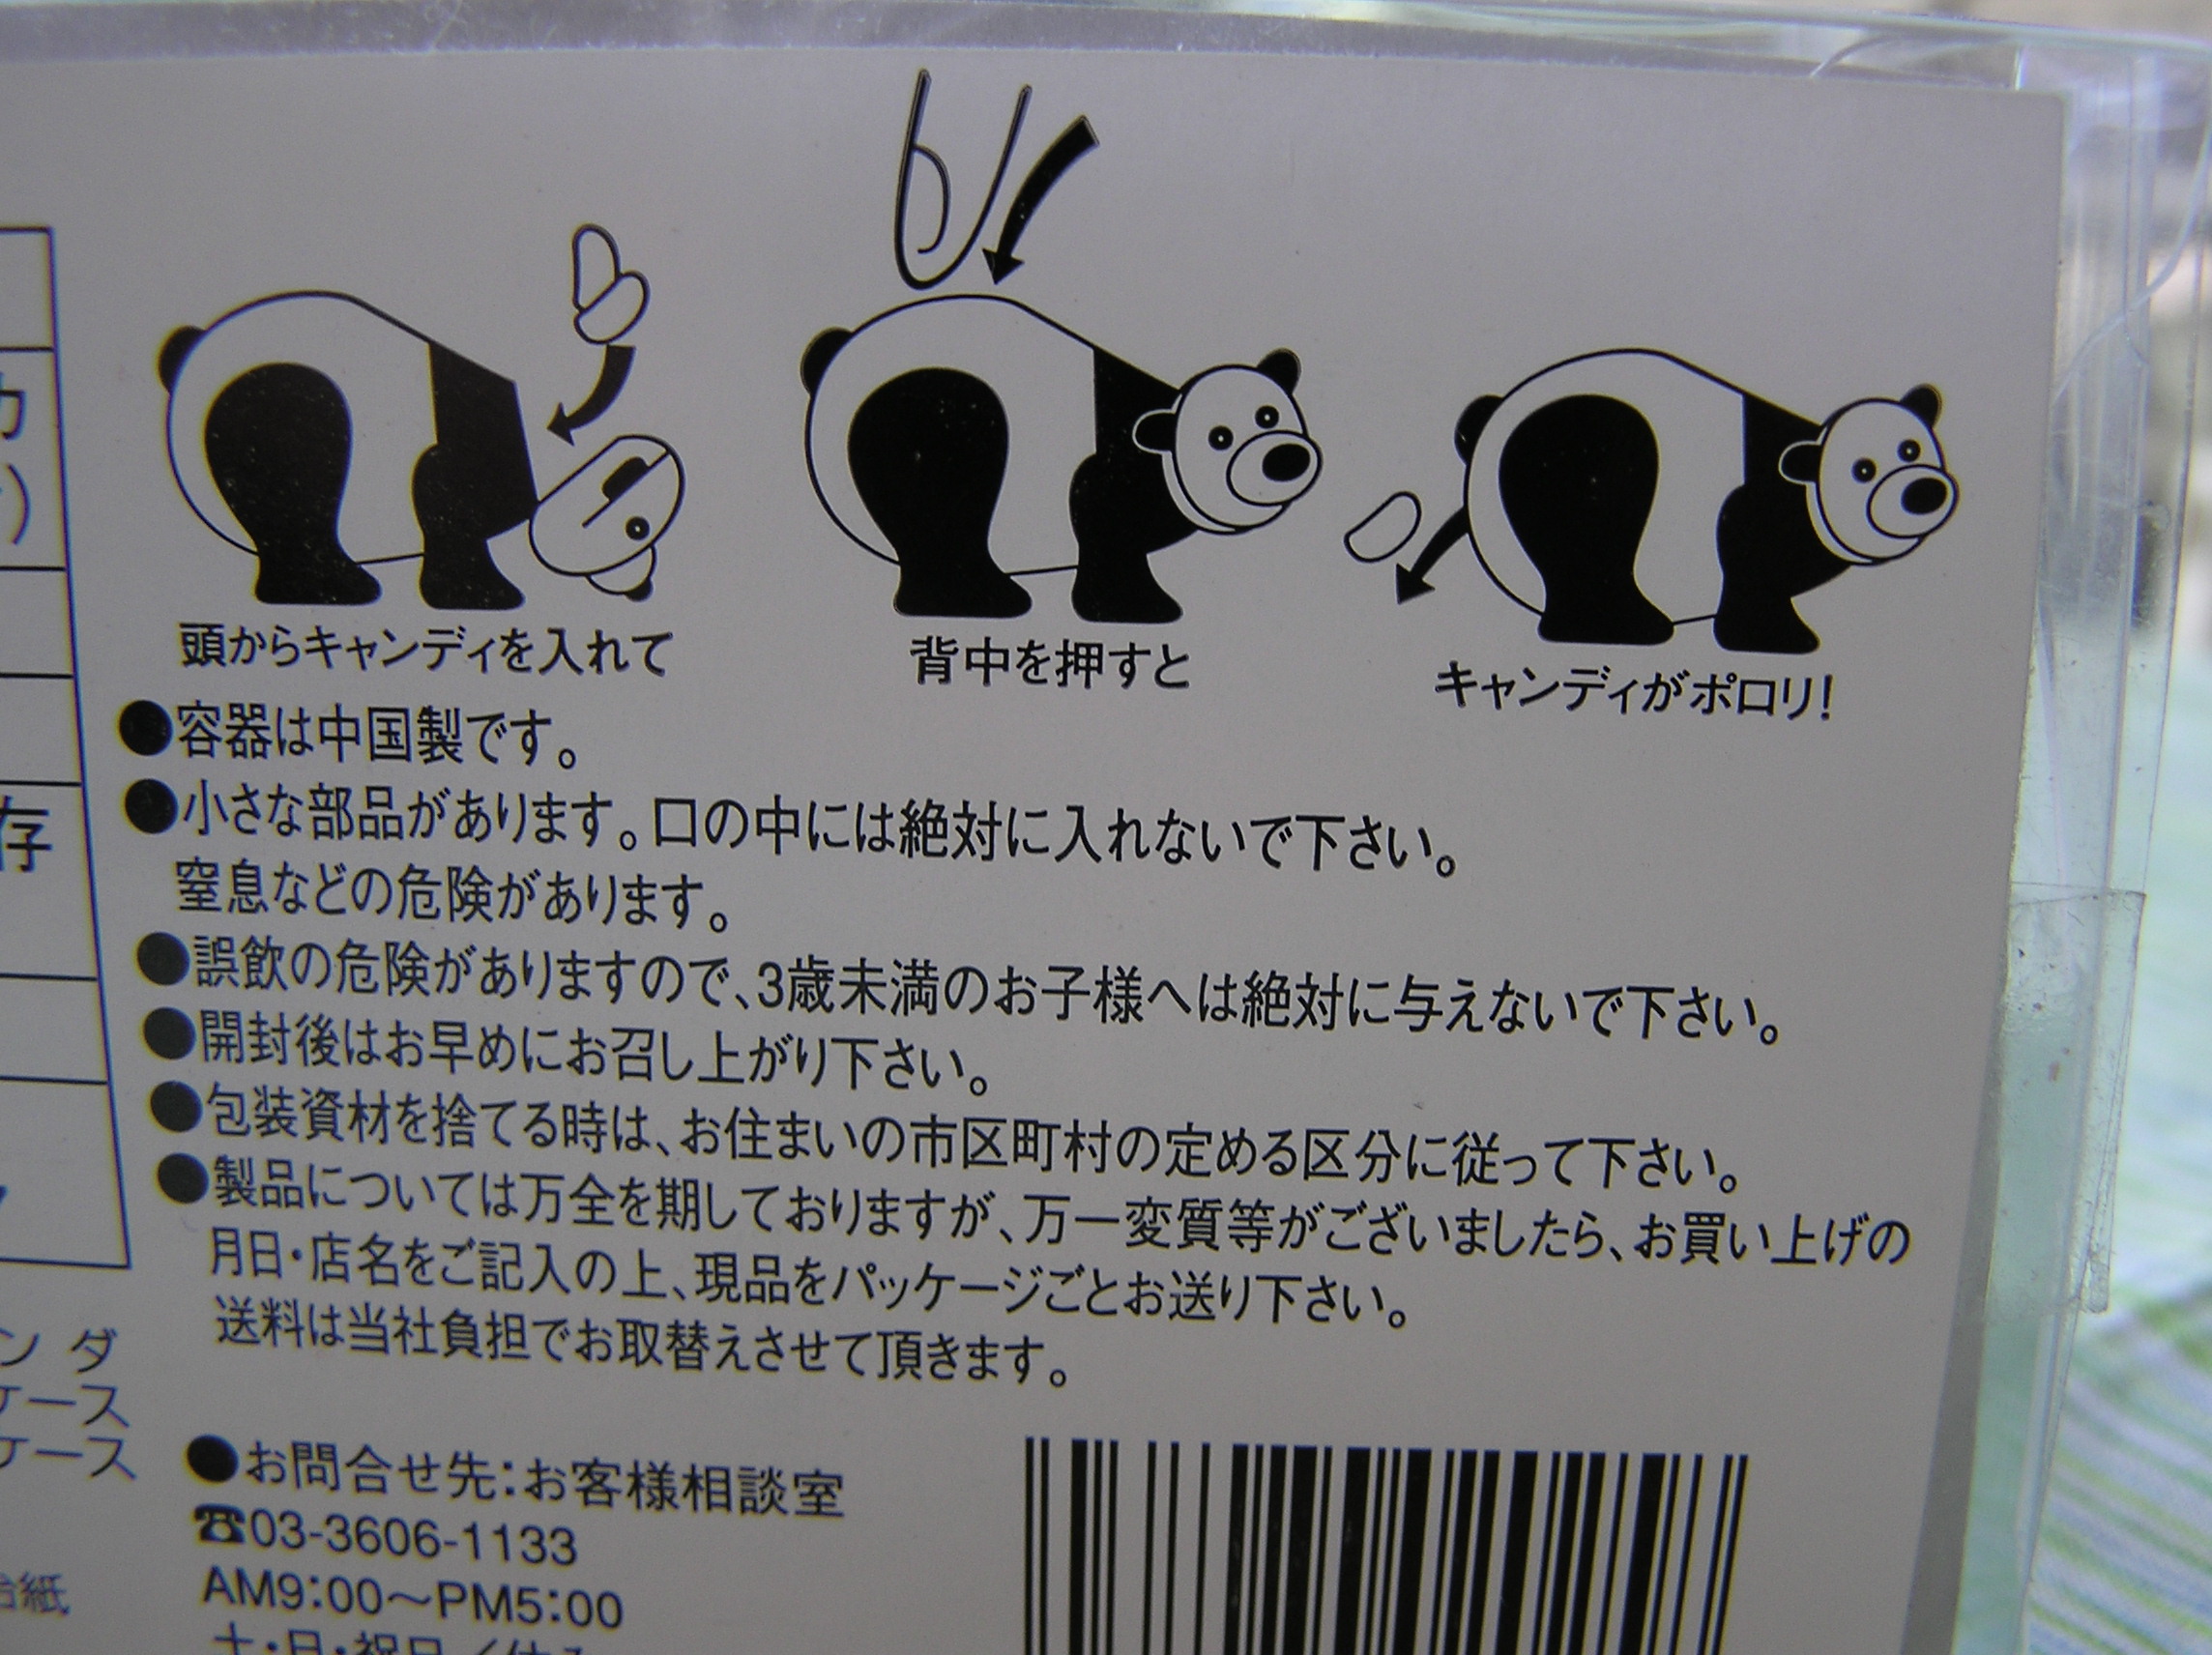 頭からキャンディを入れて
背中を押すと
キャンディがポロリ!
●容器は中国製です。
●小さな部品があります。口の中には絶対に入れないで下さい。
窒息などの危険があります。
●誤飲の危険がありますので、3歳未満のお子様へは絶対に与えないで下さい。
●開封後はお早めにお召し上がり下さい。
●包装資材を捨てる時は、お住まいの市区町村の定める区分に従って下さい。
●製品については万全を期しておりますが、万一変質等がございましたら、お買い上げの
月日・店名をご記入の上、現品をパッケージごとお送り下さい。
送料は当社負担でお取替えさせて頂きます。
●お問合せ先:お客様相談室
☎03-3606-1133
AM9:00〜PM5:00
土・日・祝日/休み
カ
)
存
ンダ
ケース
ケース
台紙